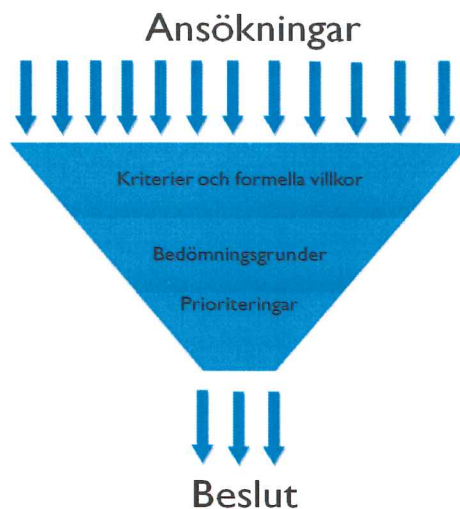 Ansökningar
Kriterier och formella villkor
Bedömningsgrunder
Prioriteringar
Beslut